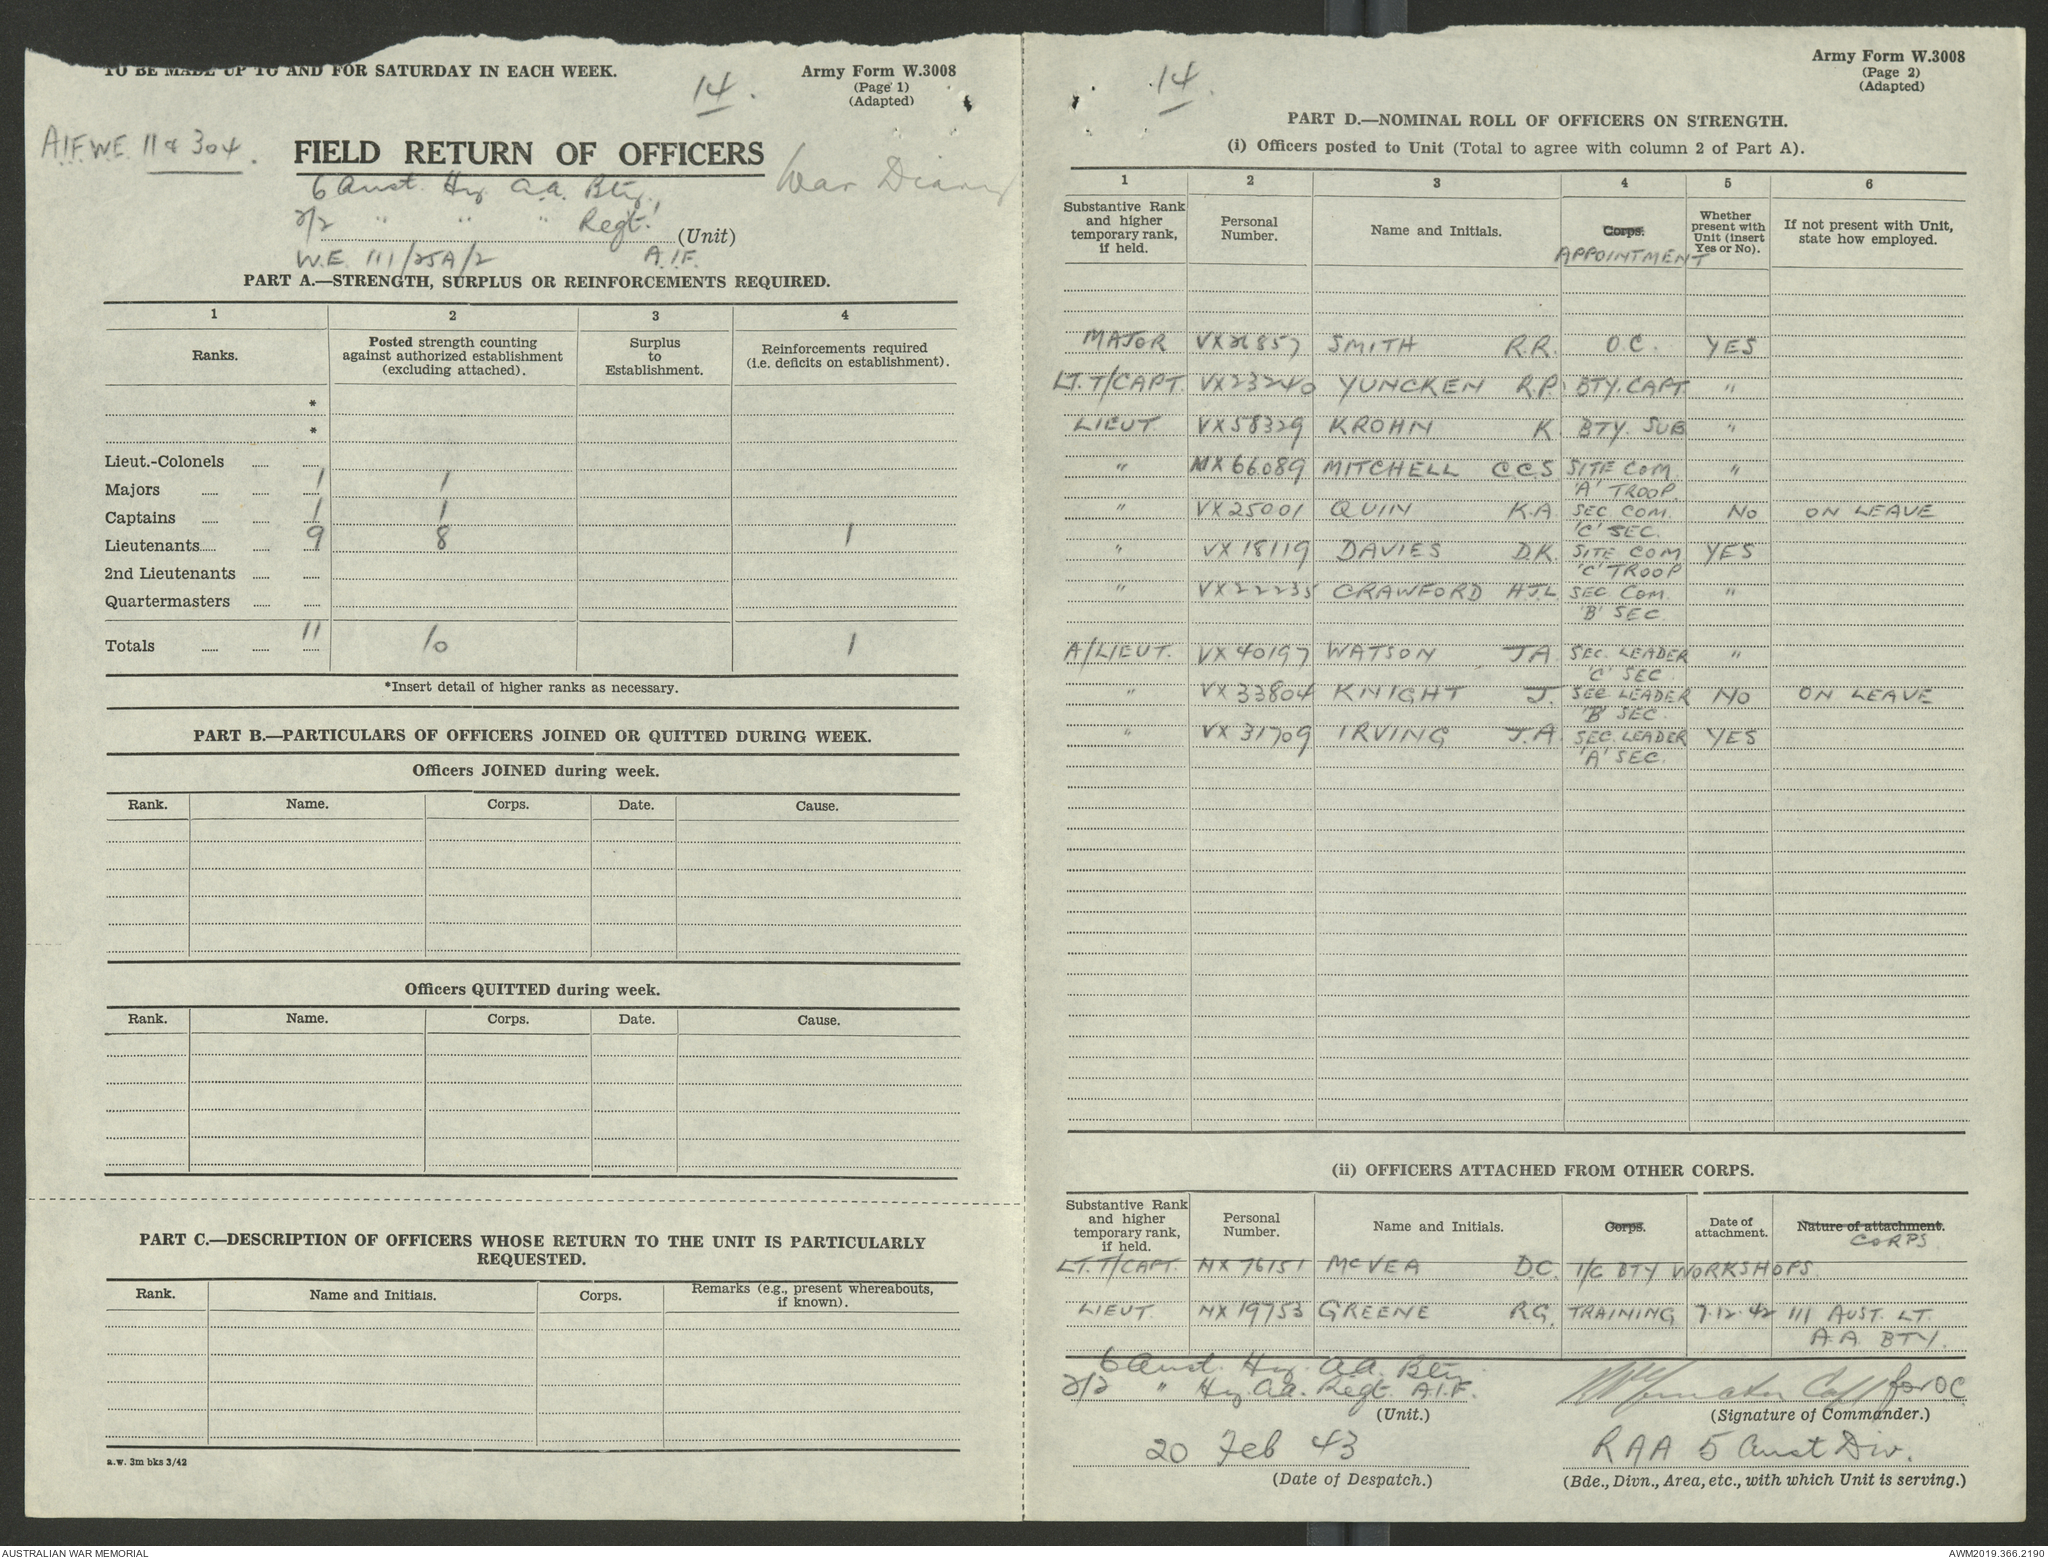 TO BE MADE UP TO AND FOR SATURDAY IN EACH WEEK.
Army Form W.3008
(Page 1)
(Adapted)
14.
A.I.F. W.E. 11 & 304.
FIELD RETURN OF OFFICERS
War Diary
6 Aust. Hy. A.A. Bty.,
2/2 " " " Regt. (Unit)
W.E. 111/25A/2 A.I.F.
PART A.—STRENGTH, SURPLUS OR REINFORCEMENTS REQUIRED.
1 2 3 4
Ranks. Posted strength counting against authorized establishment (excluding attached). Surplus to Establishment. Reinforcements required (i.e. deficits on establishment).
*
*
Lieut.-Colonels
Majors 1 1
Captains 1 1
Lieutenants 9 8 1
2nd Lieutenants
Quartermasters
Totals 11 10 1
*Insert detail of higher ranks as necessary.
PART B.—PARTICULARS OF OFFICERS JOINED OR QUITTED DURING WEEK.
Officers JOINED during week.
Rank. Name. Corps. Date. Cause.
Officers QUITTED during week.
Rank. Name. Corps. Date. Cause.
PART C.—DESCRIPTION OF OFFICERS WHOSE RETURN TO THE UNIT IS PARTICULARLY
REQUESTED.
Rank. Name and Initials. Corps. Remarks (e.g., present whereabouts, if known).
a.w. 3m bks 3/42
14.
Army Form W.3008
(Page 2)
(Adapted)
PART D.—NOMINAL ROLL OF OFFICERS ON STRENGTH.
(i) Officers posted to Unit (Total to agree with column 2 of Part A).
1 2 3 4 5 6
Substantive Rank and higher temporary rank, if held. Personal Number. Name and Initials. Corps. APPOINTMENT Whether present with Unit (insert Yes or No). If not present with Unit, state how employed.
MAJOR VX26857 SMITH R.R. O.C. YES
LT. T/CAPT. VX23240 YUNCKEN R.P. BTY. CAPT. "
LIEUT. VX58329 KROHN K. BTY. SUB "
" NX66089 MITCHELL C.C.S SITE COM. "
'A' TROOP
" VX25001 QUIN K.A SEC COM. NO ON LEAVE
'C' SEC.
" VX18119 DAVIES D.K. SITE COM YES
'C' TROOP
" VX22235 CRAWFORD H.J.L SEC COM. "
'B' SEC.
A/LIEUT. VX40197 WATSON J.A SEC. LEADER "
'C' SEC
" VX33804 KNIGHT J. SEC LEADER NO ON LEAVE
'B' SEC.
" VX31709 IRVING J.A. SEC. LEADER YES
'A' SEC.
(ii) OFFICERS ATTACHED FROM OTHER CORPS.
Substantive Rank and higher temporary rank, if held. Personal Number. Name and Initials. Corps. Date of attachment. Nature of attachment. CORPS
LT. T/CAPT. NX76151 McVEA D.C. I/C BTY WORKSHOPS
LIEUT. NX19753 GREENE R.G. TRAINING 7.12.42 111 AUST. LT.
A.A. BTY.
6 Aust. Hy. A.A. Bty.
2/2 " Hy. A.A. Regt. A.I.F.
(Unit.)
Capt for OC
(Signature of Commander.)
20 Feb 43
(Date of Despatch.)
RAA 5 Aust Div.
(Bde., Divn., Area, etc., with which Unit is serving.)
AUSTRALIAN WAR MEMORIAL
AWM2019.366.2190